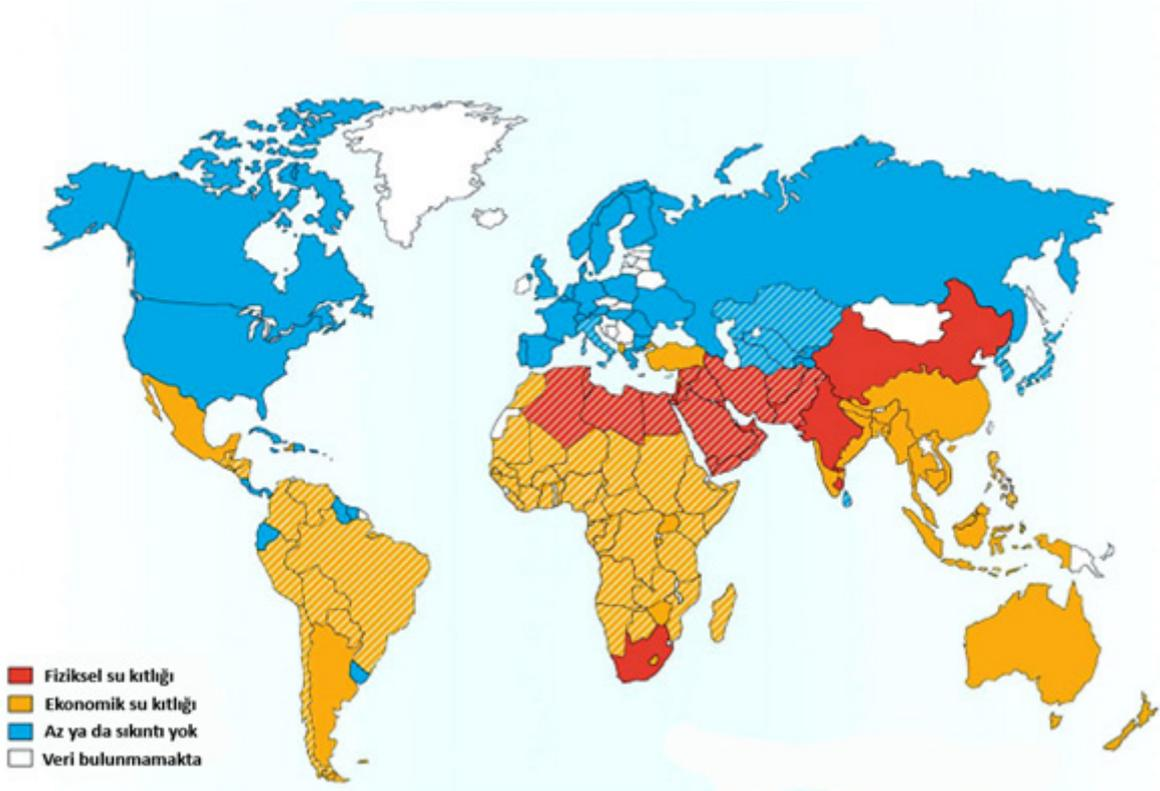 Fiziksel su kıtlığı
Ekonomik su kıtlığı
Az ya da sıkıntı yok
Veri bulunmamakta